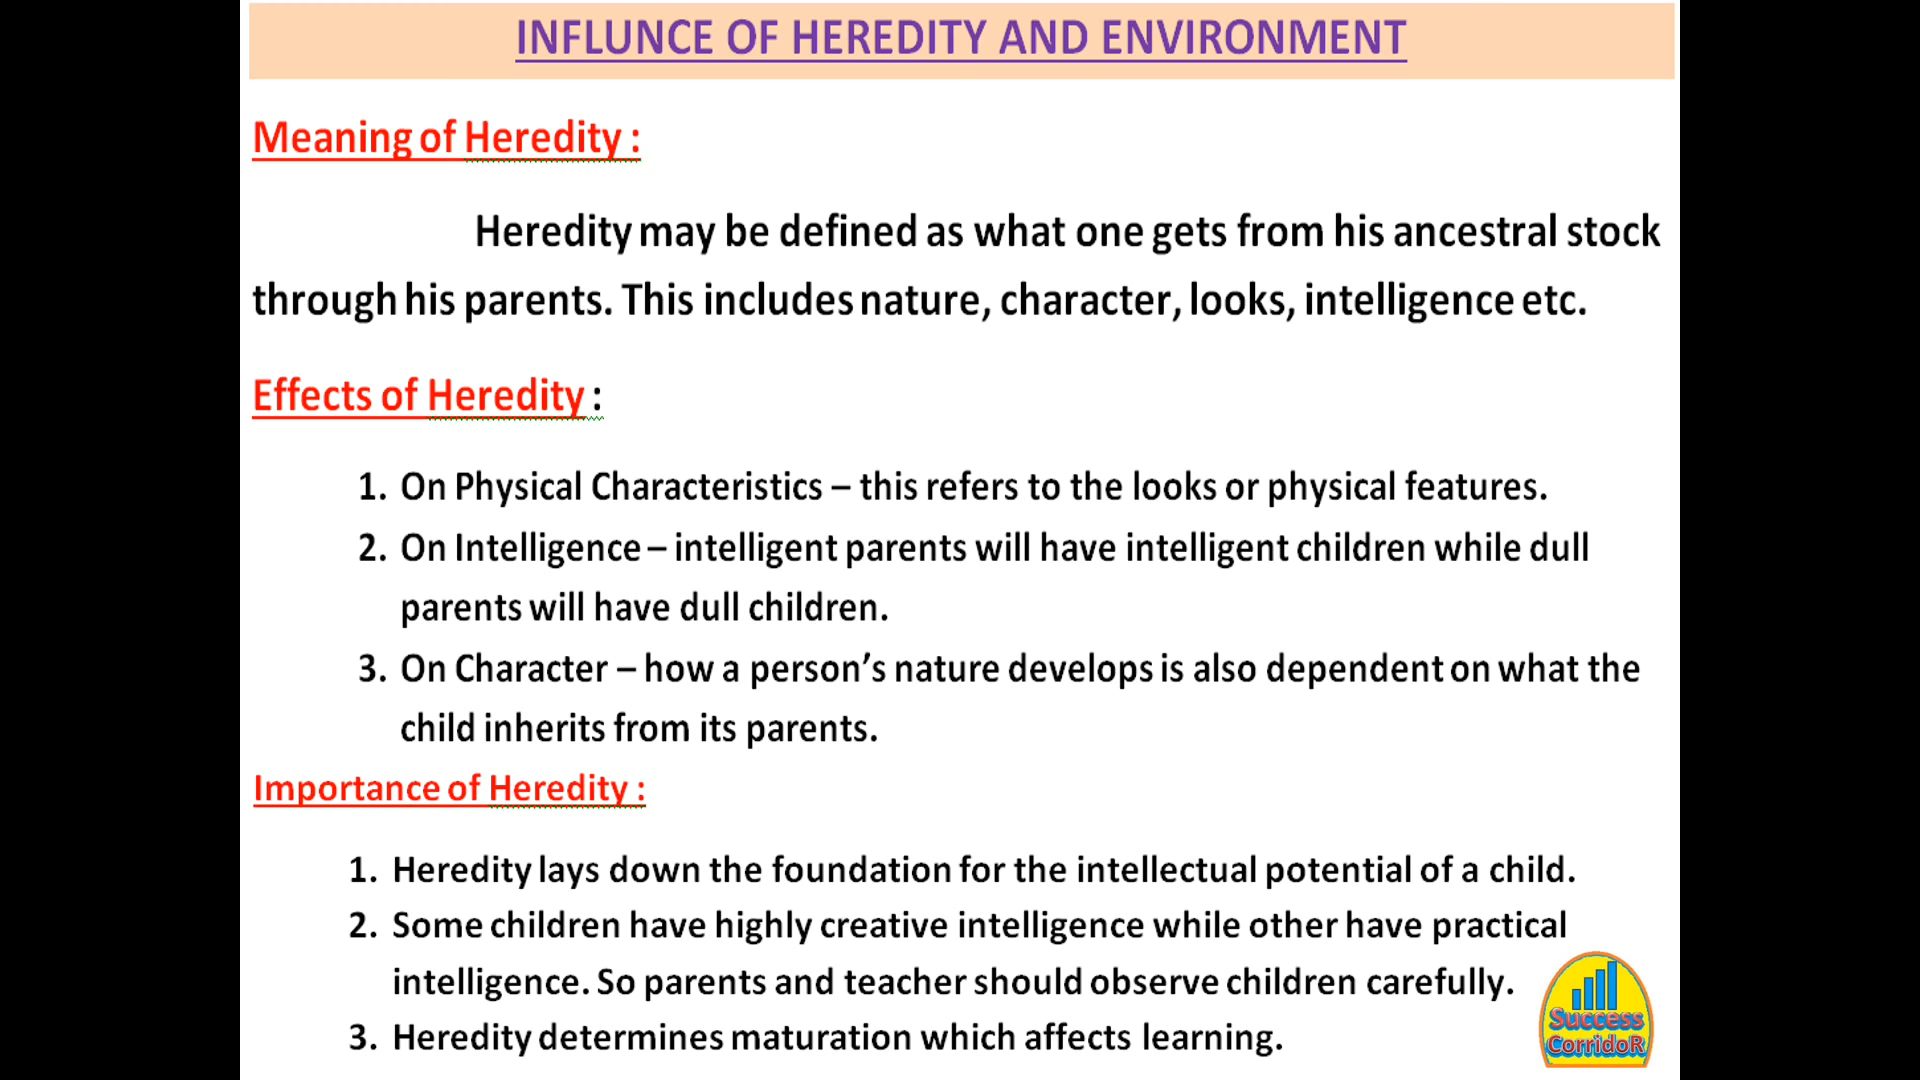 INFLUNCE OF HEREDITY AND ENVIRONMENT
Meaning of Heredity :
Heredity may be defined as what one gets from his ancestral stock
through his parents. This includes nature, character, looks, intelligence etc.
Effects of Heredity :
1. On Physical Characteristics – this refers to the looks or physical features.
2. On Intelligence – intelligent parents will have intelligent children while dull
parents will have dull children.
3. On Character – how a person’s nature develops is also dependent on what the
child inherits from its parents.
Importance of Heredity :
1. Heredity lays down the foundation for the intellectual potential of a child.
2. Some children have highly creative intelligence while other have practical
intelligence. So parents and teacher should observe children carefully.
3. Heredity determines maturation which affects learning.
Success
CorridoR